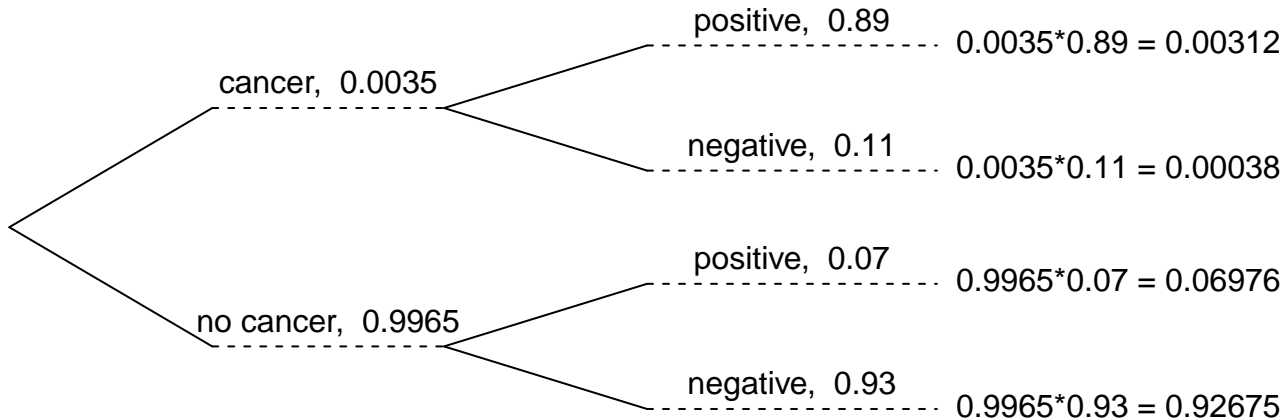 positive, 0.89
0.0035*0.89 = 0.00312
cancer, 0.0035
negative, 0.11
0.0035*0.11 = 0.00038
positive, 0.07
0.9965*0.07 = 0.06976
no cancer, 0.9965
negative, 0.93
0.9965*0.93 = 0.92675